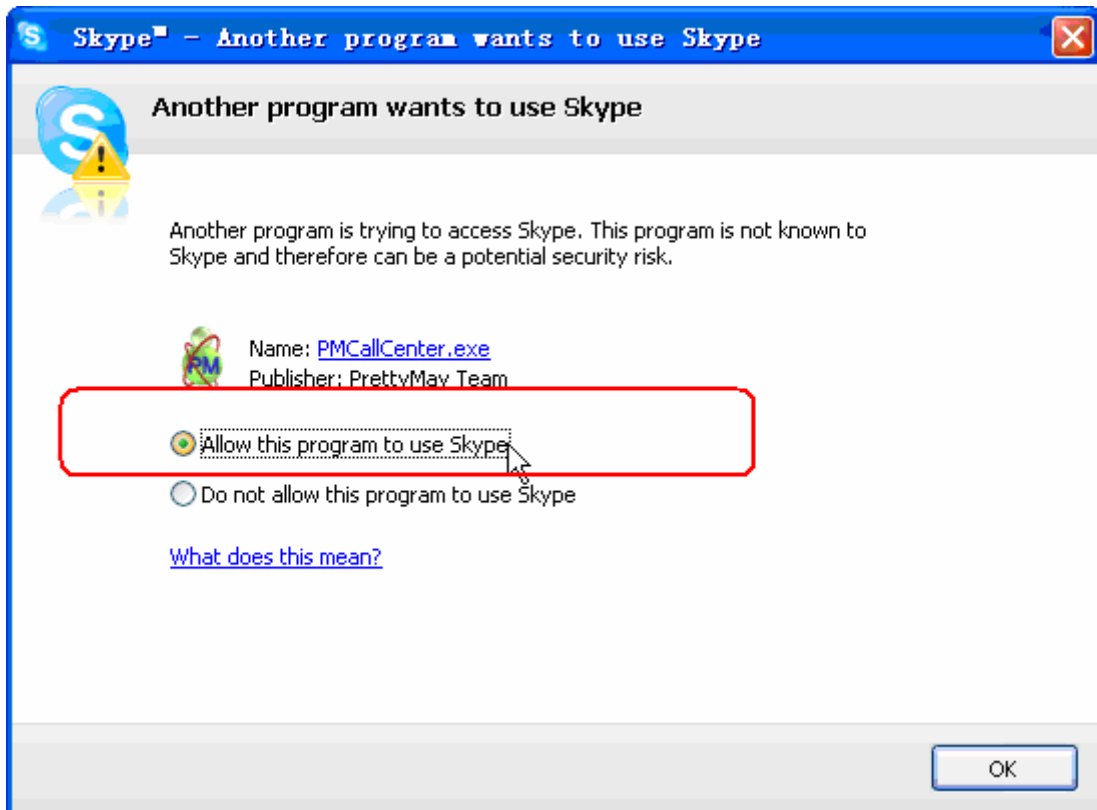 Skype™ - Another program wants to use Skype
Another program wants to use Skype
Another program is trying to access Skype. This program is not known to
Skype and therefore can be a potential security risk.
PM
Name: PMCallCenter.exe
Publisher: PrettyMay Team
Allow this program to use Skype
Do not allow this program to use Skype
What does this mean?
OK